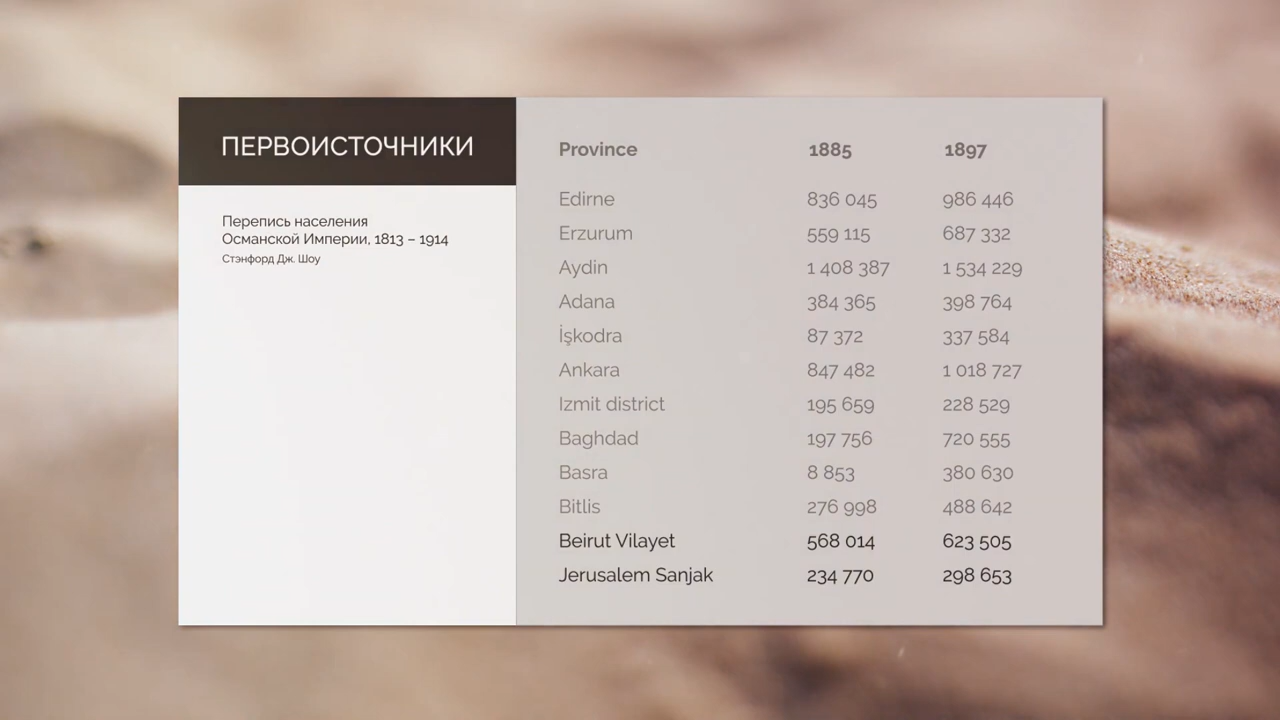 ПЕРВОИСТОЧНИКИ
Перепись населения
Османской Империи, 1813 – 1914
Стэнфорд Дж. Шоу
Province 1885 1897
Edirne 836 045 986 446
Erzurum 559 115 687 332
Aydin 1 408 387 1 534 229
Adana 384 365 398 764
İşkodra 87 372 337 584
Ankara 847 482 1 018 727
Izmit district 195 659 228 529
Baghdad 197 756 720 555
Basra 8 853 380 630
Bitlis 276 998 488 642
Beirut Vilayet 568 014 623 505
Jerusalem Sanjak 234 770 298 653